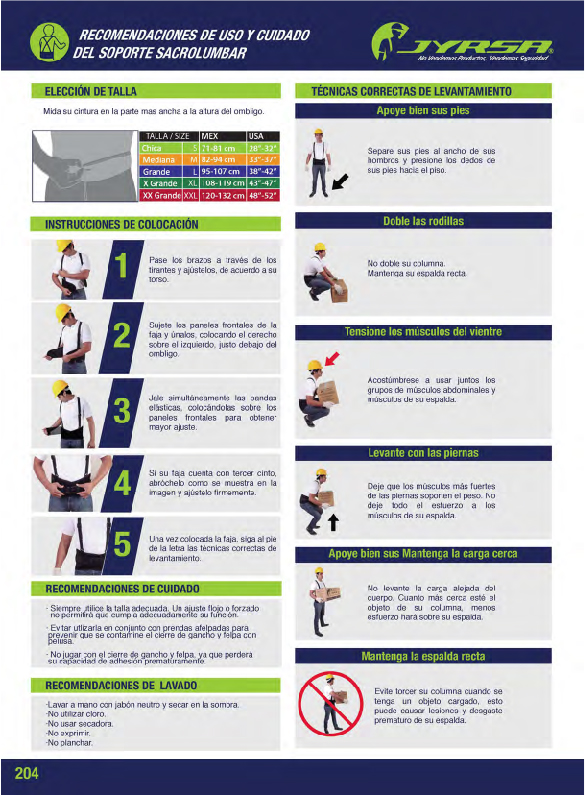 RECOMENDACIONES DE USO Y CUIDADO
DEL SOPORTE SACROLUMBAR
JYRSA®
No Vendemos Productos, Vendemos Seguridad
ELECCIÓN DE TALLA
Mida su cintura en la parte mas ancha a la altura del ombligo.
TALLA / SIZE MEX USA
Chica S 71-81 cm 28"-32"
Mediana M 82-94 cm 33"-37"
Grande L 95-107 cm 38"-42"
X Grande XL 108-119 cm 43"-47"
XX Grande XXL 120-132 cm 48"-52"
INSTRUCCIONES DE COLOCACIÓN
1
Pase los brazos a través de los
tirantes y ajústelos, de acuerdo a su
torso.
2
Sujete los paneles frontales de la
faja y únalos, colocando el derecho
sobre el izquierdo, justo debajo del
ombligo.
3
Jale simultáneamente las bandas
elásticas, colocándolas sobre los
paneles frontales para obtener
mayor ajuste.
4
Si su faja cuenta con tercer cinto,
abróchelo como se muestra en la
imagen y ajústelo firmemente.
5
Una vez colocada la faja, siga al pie
de la letra las técnicas correctas de
levantamiento.
RECOMENDACIONES DE CUIDADO
- Siempre utilice la talla adecuada. Un ajuste flojo o forzado
no permitirá que cumpla adecuadamente su función.
- Evitar utilizarla en conjunto con prendas afelpadas para
prevenir que se contamine el cierre de gancho y felpa con
pelusa.
- No jugar con el cierre de gancho y felpa, ya que perdera
su capacidad de adhesión prematuramente.
RECOMENDACIONES DE LAVADO
-Lavar a mano con jabón neutro y secar en la sombra.
-No utilizar cloro.
-No usar secadora.
-No exprimir.
-No planchar.
TÉCNICAS CORRECTAS DE LEVANTAMIENTO
Apoye bien sus pies
Separe sus pies al ancho de sus
hombros y presione los dedos de
sus pies hacia el piso.
Doble las rodillas
No doble su columna.
Mantenga su espalda recta.
Tensione los músculos del vientre
Acostúmbrese a usar juntos los
grupos de músculos abdominales y
músculos de su espalda.
Levante con las piernas
Deje que los músculos más fuertes
de las piernas soporten el peso. No
deje todo el esfuerzo a los
músculos de su espalda.
Apoye bien sus Mantenga la carga cerca
No levante la carga alejada del
cuerpo. Cuanto más cerca esté el
objeto de su columna, menos
esfuerzo hará sobre su espalda.
Mantenga la espalda recta
Evite torcer su columna cuando se
tenga un objeto cargado, esto
puede causar lesiones y desgaste
prematuro de su espalda.
204